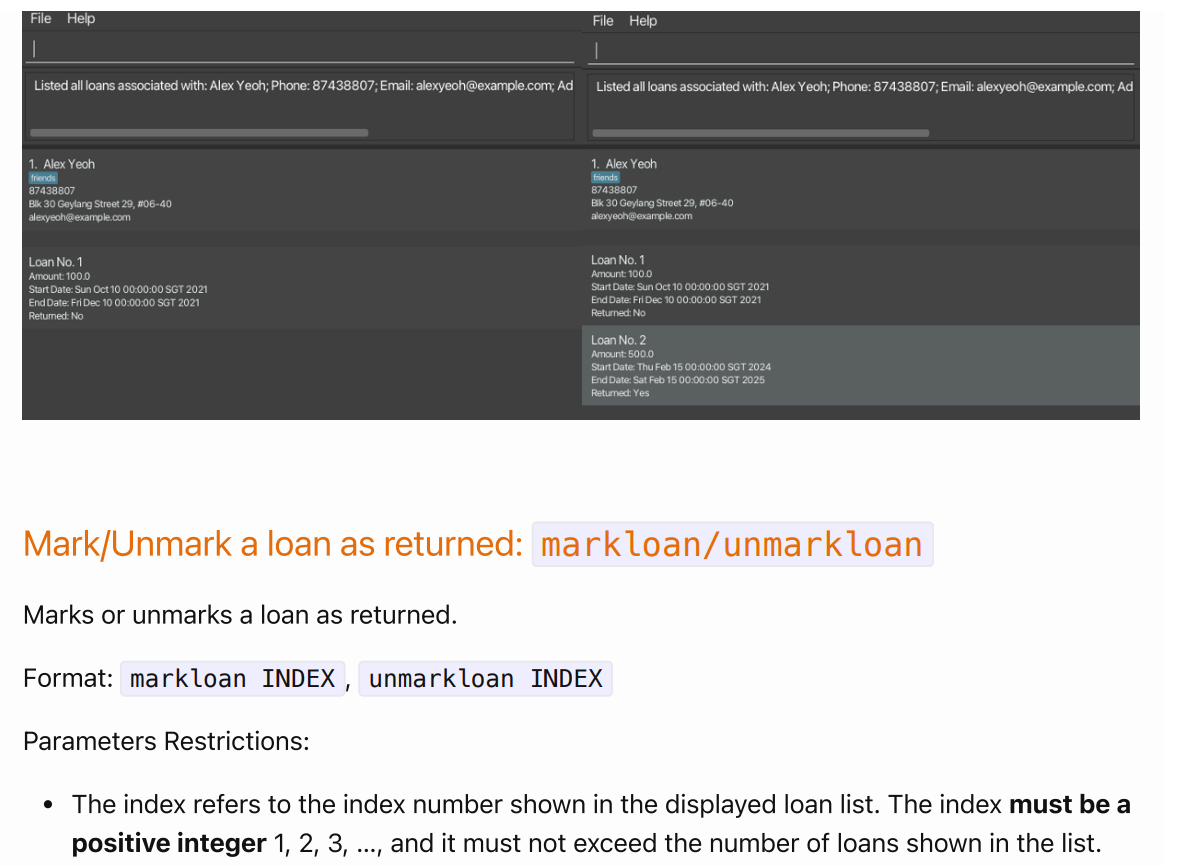 File Help
Listed all loans associated with: Alex Yeoh; Phone: 87438807; Email: alexyeoh@example.com; Ad
1. Alex Yeoh
friends
87438807
Blk 30 Geylang Street 29, #06-40
alexyeoh@example.com
Loan No. 1
Amount: 100.0
Start Date: Sun Oct 10 00:00:00 SGT 2021
End Date: Fri Dec 10 00:00:00 SGT 2021
Returned: No
File Help
Listed all loans associated with: Alex Yeoh; Phone: 87438807; Email: alexyeoh@example.com; Ad
1. Alex Yeoh
friends
87438807
Blk 30 Geylang Street 29, #06-40
alexyeoh@example.com
Loan No. 1
Amount: 100.0
Start Date: Sun Oct 10 00:00:00 SGT 2021
End Date: Fri Dec 10 00:00:00 SGT 2021
Returned: No
Loan No. 2
Amount: 500.0
Start Date: Thu Feb 15 00:00:00 SGT 2024
End Date: Sat Feb 15 00:00:00 SGT 2025
Returned: Yes
Mark/Unmark a loan as returned: markloan/unmarkloan
Marks or unmarks a loan as returned.
Format: markloan INDEX, unmarkloan INDEX
Parameters Restrictions:
• The index refers to the index number shown in the displayed loan list. The index must be a
positive integer 1, 2, 3, …, and it must not exceed the number of loans shown in the list.